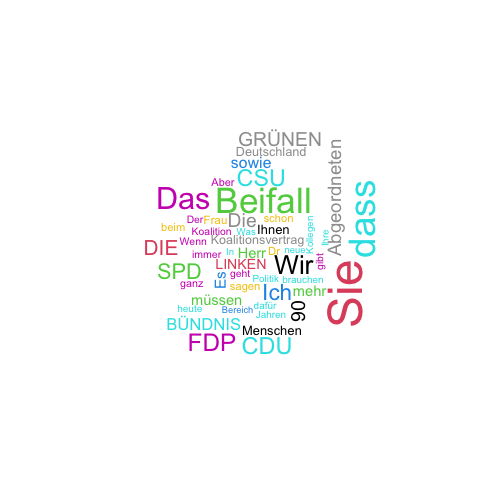 GRÜNEN
Deutschland
sowie
Abgeordneten
Aber
CSU
dass
Das
Beifall
Der
Frau
Die
schon
Kollegen
beim
Koalition
Was
Ihnen
Ihre
Wenn
Koalitionsvertrag
DIE
immer
In
Herr
Dr
neue
gibt
LINKEN
Wir
Sie
SPD
Es
geht
Politik
brauchen
ganz
sagen
Ich
mehr
müssen
90
heute
Bereich
dafür
Jahren
BÜNDNIS
Menschen
FDP
CDU